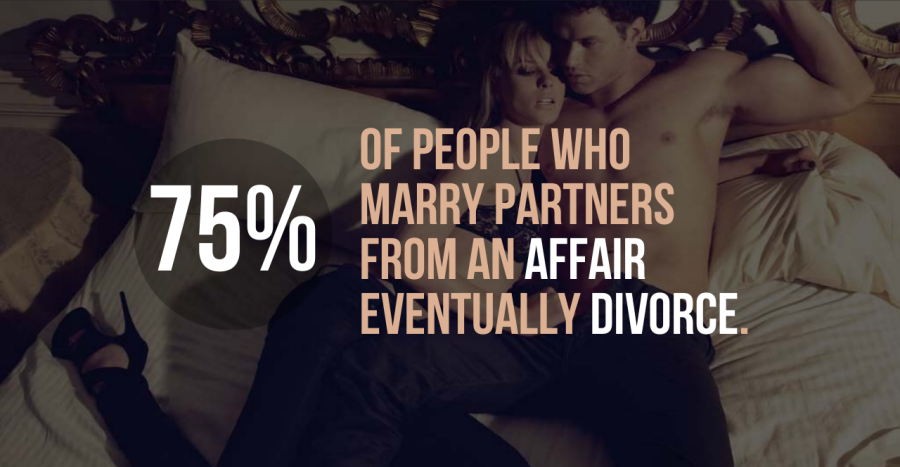 75%
OF PEOPLE WHO
MARRY PARTNERS
FROM AN AFFAIR
EVENTUALLY DIVORCE.